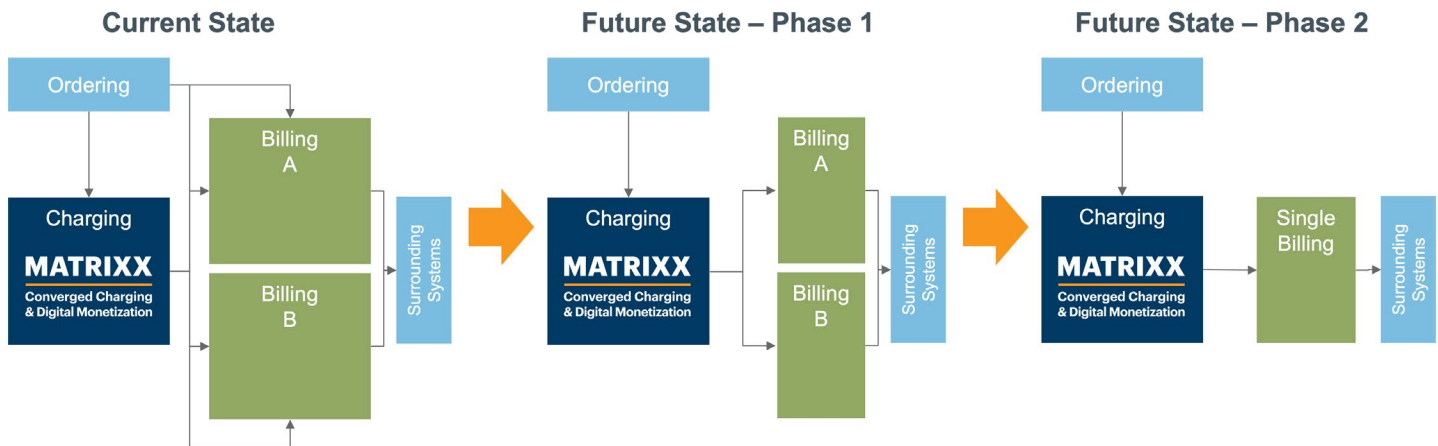 Current State
Ordering
Billing
A
Charging
MATRIXX
Converged Charging
& Digital Monetization
Billing
B
Surrounding
Systems
Future State – Phase 1
Ordering
Billing
A
Charging
MATRIXX
Converged Charging
& Digital Monetization
Billing
B
Surrounding
Systems
Future State – Phase 2
Ordering
Charging
MATRIXX
Converged Charging
& Digital Monetization
Single
Billing
Surrounding
Systems